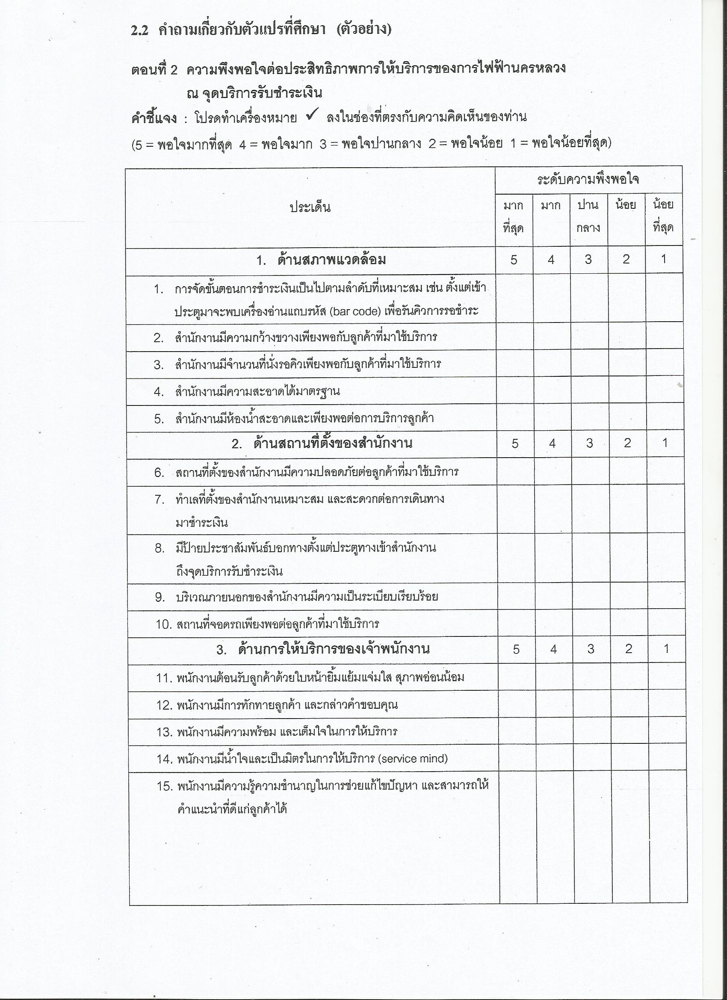 2.2 คำถามเกี่ยวกับตัวแปรที่ศึกษา (ตัวอย่าง)
ตอนที่ 2 ความพึงพอใจต่อประสิทธิภาพการให้บริการของการไฟฟ้านครหลวง
ณ จุดบริการรับชำระเงิน
คำชี้แจง : โปรดทำเครื่องหมาย ✓ ลงในช่องที่ตรงกับความคิดเห็นของท่าน
(5 = พอใจมากที่สุด 4 = พอใจมาก 3 = พอใจปานกลาง 2 = พอใจน้อย 1 = พอใจน้อยที่สุด)
ระดับความพึงพอใจ
ประเด็น มาก มาก ปาน น้อย น้อย
ที่สุด กลาง ที่สุด
1. ด้านสภาพแวดล้อม 5 4 3 2 1
1. การจัดขั้นตอนการชำระเงินเป็นไปตามลำดับที่เหมาะสม เช่น ตั้งแต่เข้า
ประตูมาจะพบเครื่องอ่านแถบรหัส (bar code) เพื่อรันคิวการรอชำระ
2. สำนักงานมีความกว้างขวางเพียงพอกับลูกค้าที่มาใช้บริการ
3. สำนักงานมีจำนวนที่นั่งรอคิวเพียงพอกับลูกค้าที่มาใช้บริการ
4. สำนักงานมีความสะอาดได้มาตรฐาน
5. สำนักงานมีห้องน้ำสะอาดและเพียงพอต่อการบริการลูกค้า
2. ด้านสถานที่ตั้งของสำนักงาน 5 4 3 2 1
6. สถานที่ตั้งของสำนักงานมีความปลอดภัยต่อลูกค้าที่มาใช้บริการ
7. ทำเลที่ตั้งของสำนักงานเหมาะสม และสะดวกต่อการเดินทาง
มาชำระเงิน
8. มีป้ายประชาสัมพันธ์บอกทางตั้งแต่ประตูทางเข้าสำนักงาน
ถึงจุดบริการรับชำระเงิน
9. บริเวณภายนอกของสำนักงานมีความเป็นระเบียบเรียบร้อย
10. สถานที่จอดรถเพียงพอต่อลูกค้าที่มาใช้บริการ
3. ด้านการให้บริการของเจ้าพนักงาน 5 4 3 2 1
11. พนักงานต้อนรับลูกค้าด้วยใบหน้ายิ้มแย้มแจ่มใส สุภาพอ่อนน้อม
12. พนักงานมีการทักทายลูกค้า และกล่าวคำขอบคุณ
13. พนักงานมีความพร้อม และเต็มใจในการให้บริการ
14. พนักงานมีน้ำใจและเป็นมิตรในการให้บริการ (service mind)
15. พนักงานมีความรู้ความชำนาญในการช่วยแก้ไขปัญหา และสามารถให้
คำแนะนำที่ดีแก่ลูกค้าได้